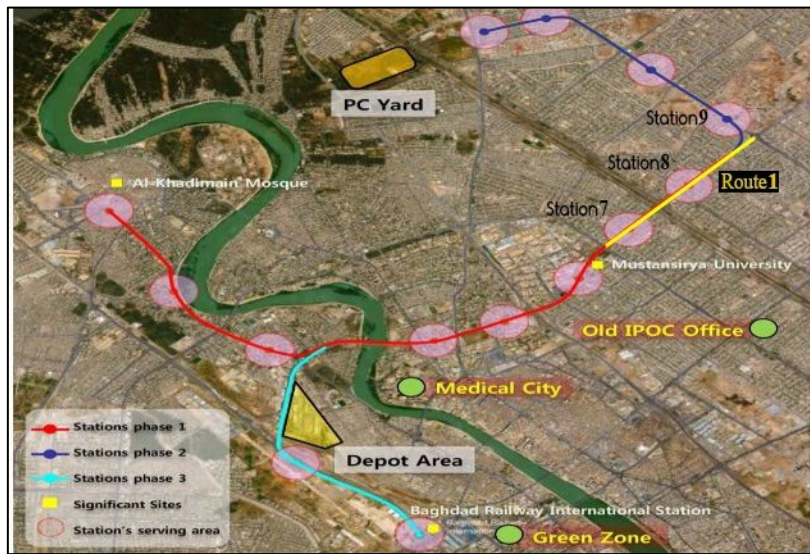 PC Yard
Station9
Al-Khadimain Mosque
Station8
Route1
Station7
Mustansirya University
Old IPOC Office
Medical City
Stations phase 1
Stations phase 2
Stations phase 3
Significant Sites
Station's serving area
Depot Area
Baghdad Railway International Station
Green Zone